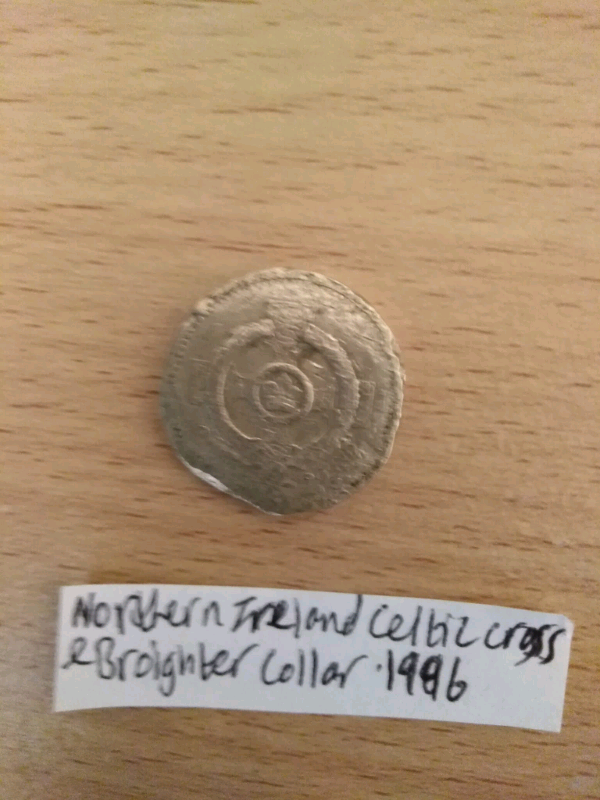 Northern Ireland Celtic cross
& Broighter Collar. 1996